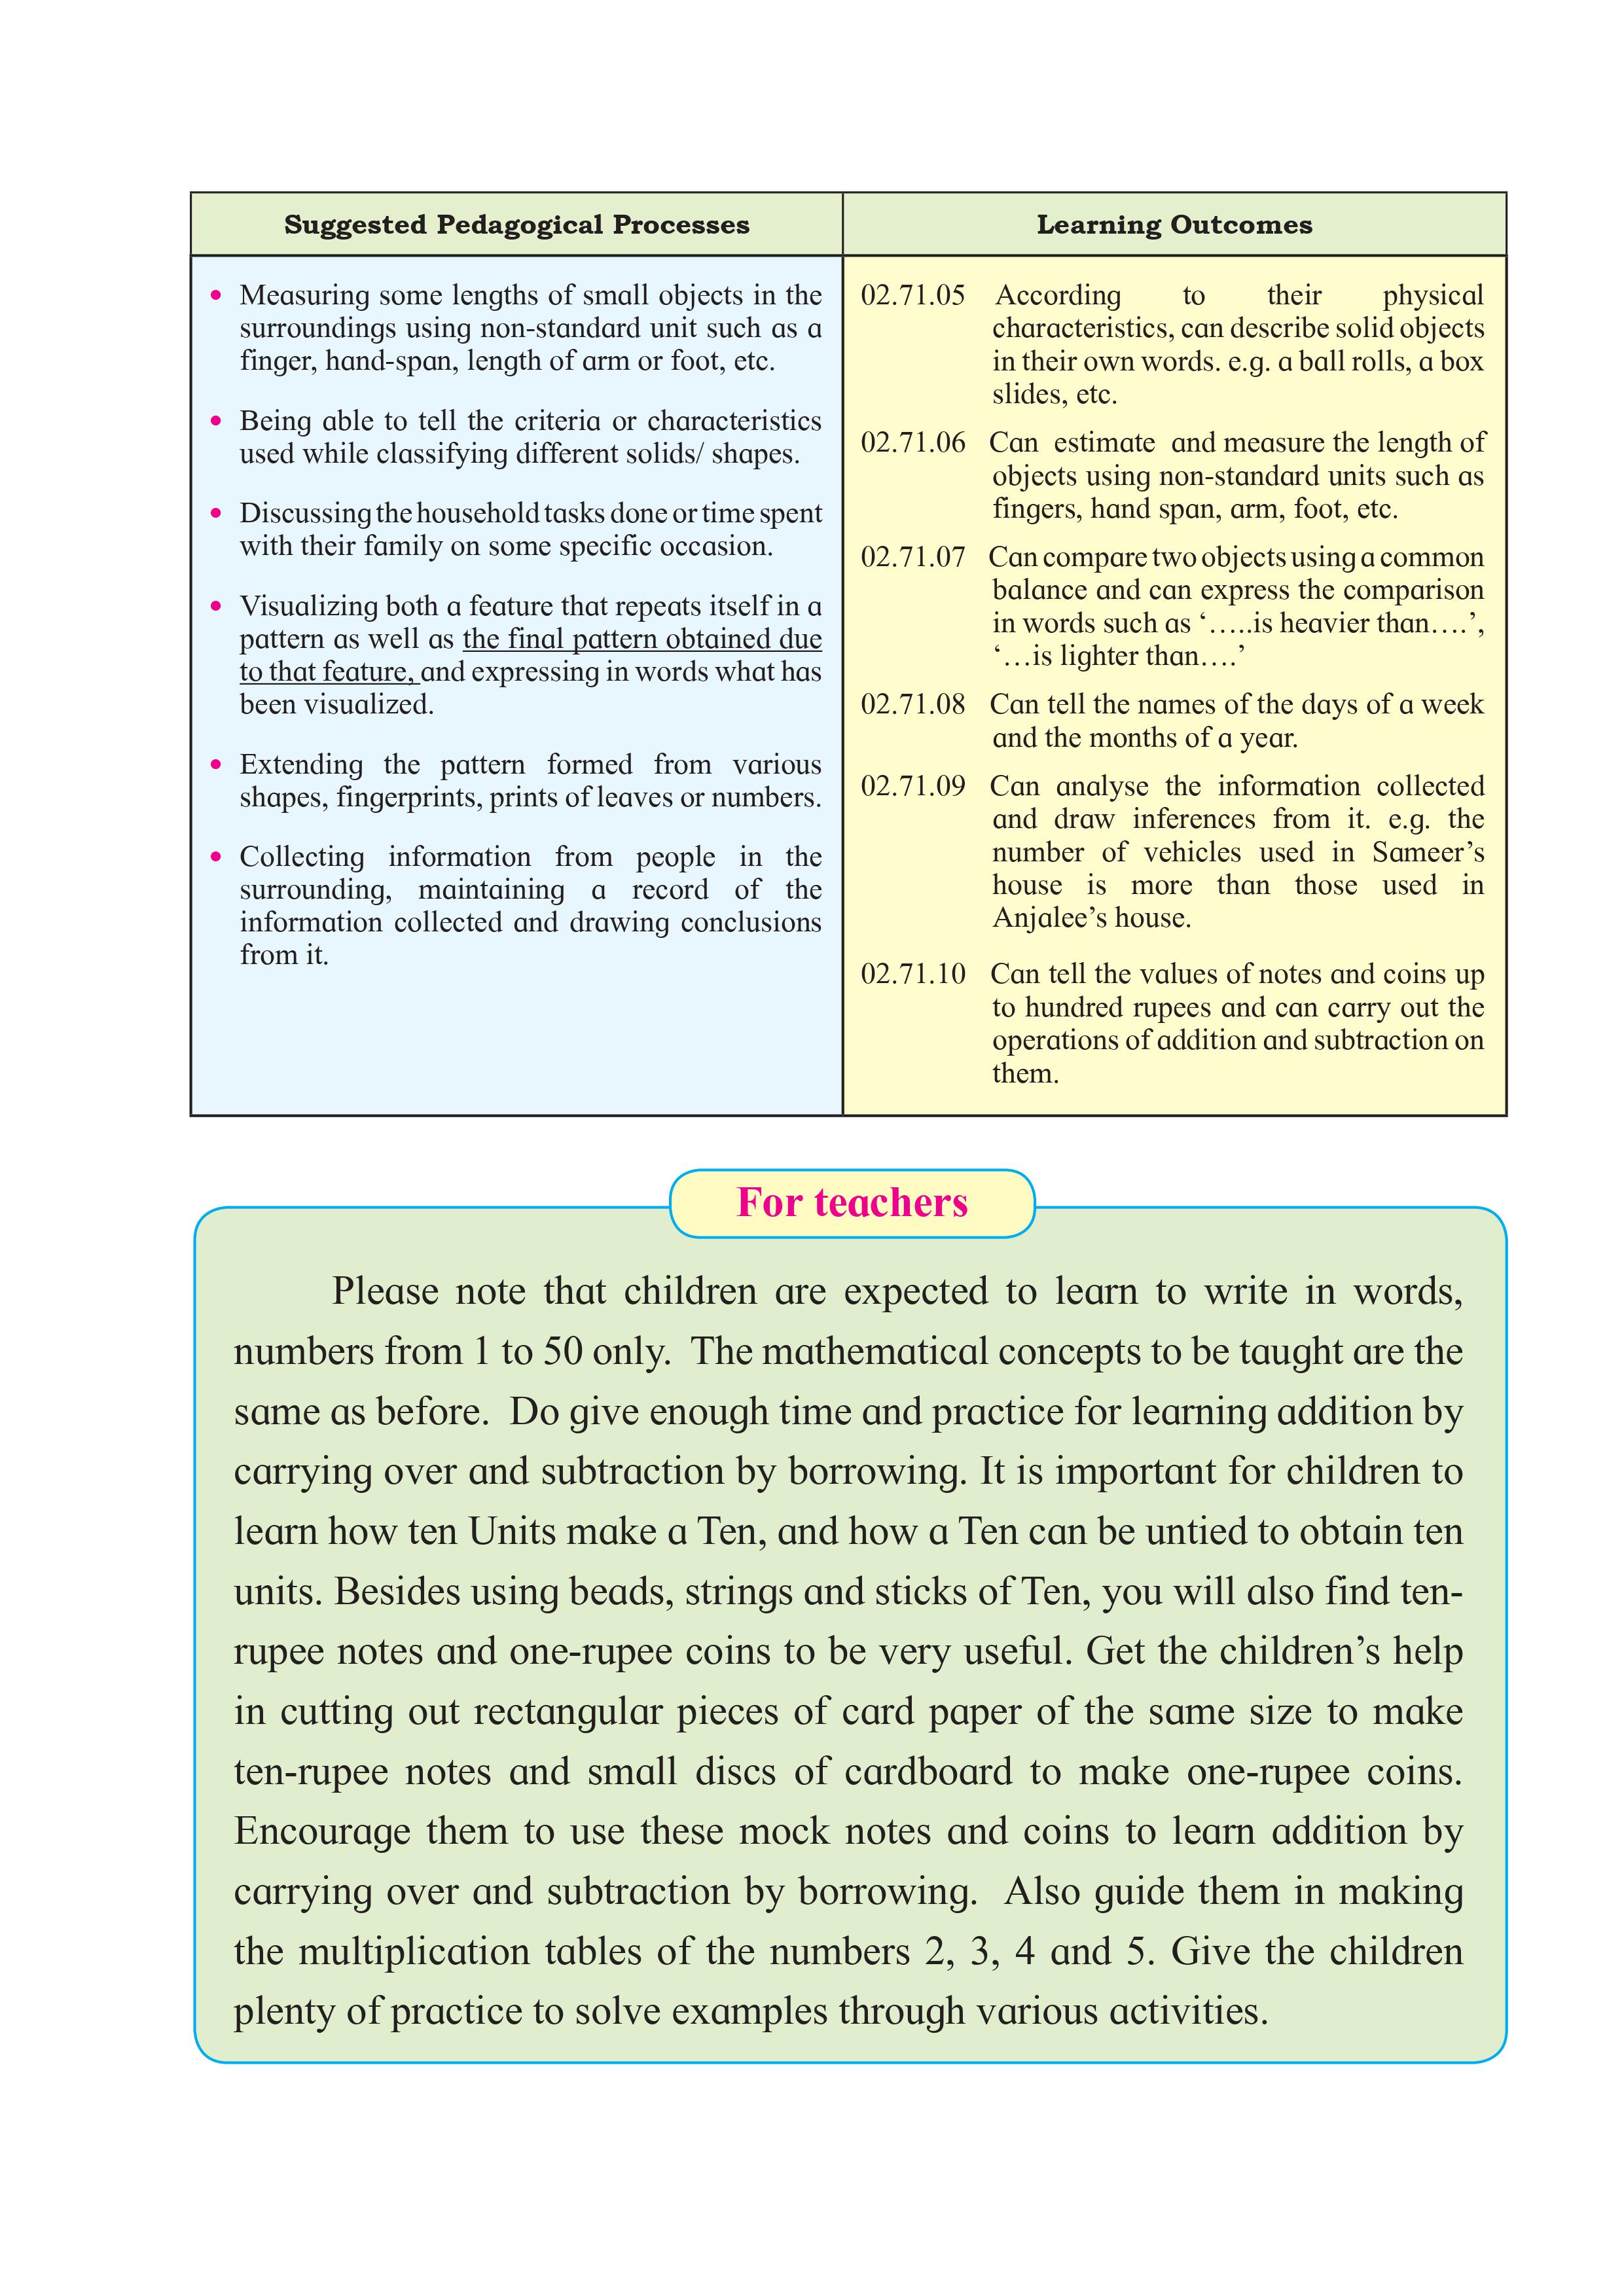 Suggested Pedagogical Processes
• Measuring some lengths of small objects in the
surroundings using non-standard unit such as a
finger, hand-span, length of arm or foot, etc.
• Being able to tell the criteria or characteristics
used while classifying different solids/ shapes.
• Discussing the household tasks done or time spent
with their family on some specific occasion.
• Visualizing both a feature that repeats itself in a
pattern as well as the final pattern obtained due
to that feature, and expressing in words what has
been visualized.
• Extending the pattern formed from various
shapes, fingerprints, prints of leaves or numbers.
• Collecting information from people in the
surrounding, maintaining a record of the
information collected and drawing conclusions
from it.
Learning Outcomes
02.71.05 According to their physical
characteristics, can describe solid objects
in their own words. e.g. a ball rolls, a box
slides, etc.
02.71.06 Can estimate and measure the length of
objects using non-standard units such as
fingers, hand span, arm, foot, etc.
02.71.07 Can compare two objects using a common
balance and can express the comparison
in words such as ‘…..is heavier than….’,
‘…is lighter than….’
02.71.08 Can tell the names of the days of a week
and the months of a year.
02.71.09 Can analyse the information collected
and draw inferences from it. e.g. the
number of vehicles used in Sameer’s
house is more than those used in
Anjalee’s house.
02.71.10 Can tell the values of notes and coins up
to hundred rupees and can carry out the
operations of addition and subtraction on
them.
For teachers
Please note that children are expected to learn to write in words,
numbers from 1 to 50 only. The mathematical concepts to be taught are the
same as before. Do give enough time and practice for learning addition by
carrying over and subtraction by borrowing. It is important for children to
learn how ten Units make a Ten, and how a Ten can be untied to obtain ten
units. Besides using beads, strings and sticks of Ten, you will also find ten-
rupee notes and one-rupee coins to be very useful. Get the children’s help
in cutting out rectangular pieces of card paper of the same size to make
ten-rupee notes and small discs of cardboard to make one-rupee coins.
Encourage them to use these mock notes and coins to learn addition by
carrying over and subtraction by borrowing. Also guide them in making
the multiplication tables of the numbers 2, 3, 4 and 5. Give the children
plenty of practice to solve examples through various activities.